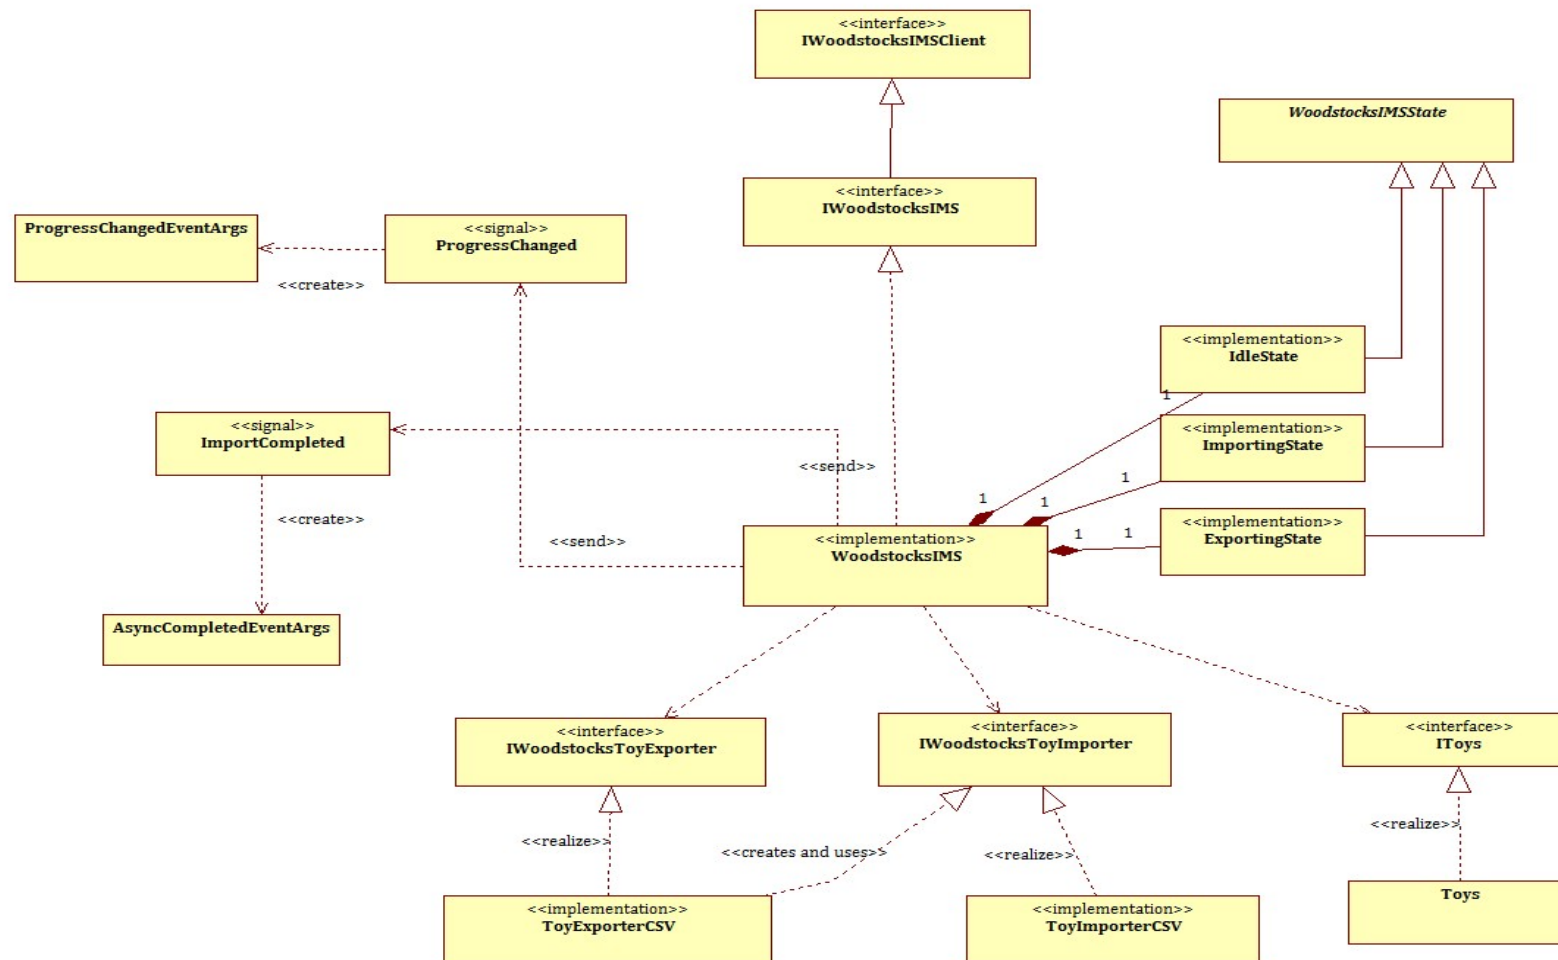 <<interface>>
IWoodstocksIMSClient
WoodstocksIMSState
<<interface>>
IWoodstocksIMS
ProgressChangedEventArgs
<<signal>>
ProgressChanged
<<create>>
<<implementation>>
IdleState
1
<<signal>>
ImportCompleted
<<implementation>>
ImportingState
<<send>>
1
1
1
<<create>>
<<implementation>>
ExportingState
<<send>>
<<implementation>>
WoodstocksIMS
1
1
AsyncCompletedEventArgs
<<interface>>
IWoodstocksToyExporter
<<interface>>
IWoodstocksToyImporter
<<interface>>
IToys
<<realize>>
<<creates and uses>>
<<realize>>
<<realize>>
<<implementation>>
ToyExporterCSV
<<implementation>>
ToyImporterCSV
Toys